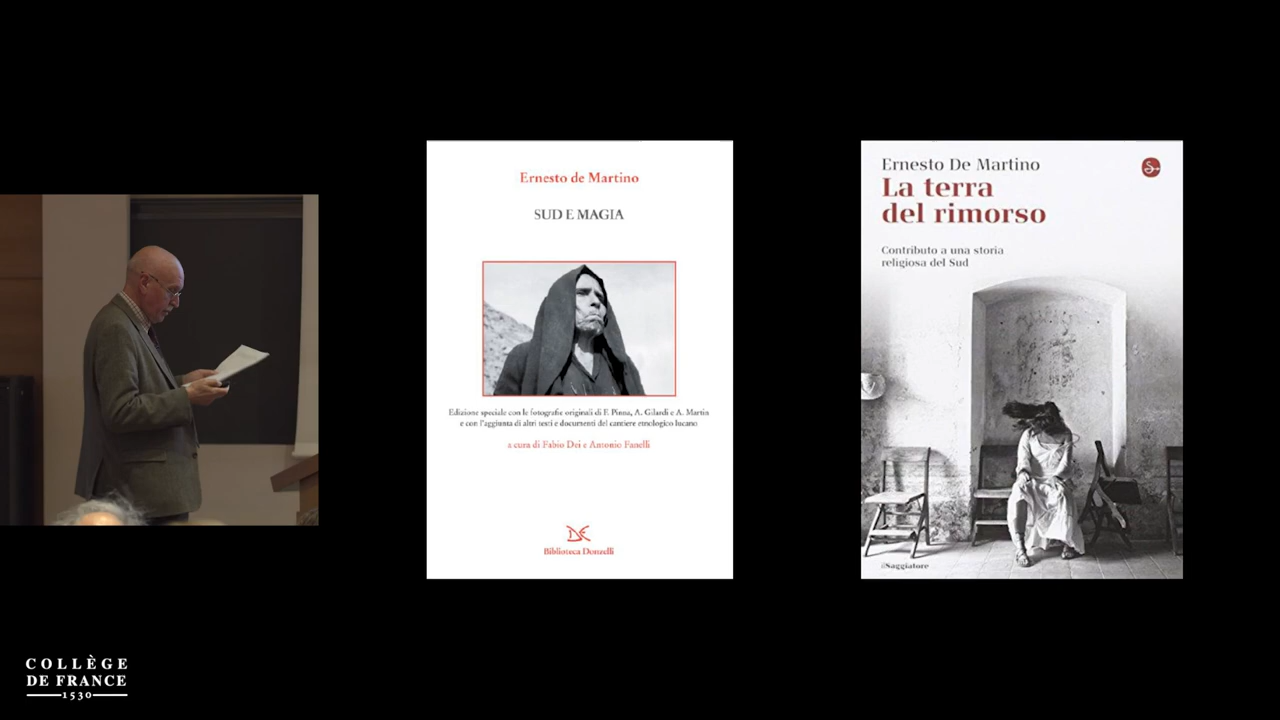 Ernesto de Martino
SUD E MAGIA
Edizione speciale con le fotografie originali di F. Pinna, A. Gilardi e A. Martin
e con l'aggiunta di altri testi e documenti del cantiere etnologico lucano
a cura di Fabio Dei e Antonio Fanelli
Biblioteca Donzelli
Ernesto De Martino
La terra
del rimorso
Contributo a una storia
religiosa del Sud
ilSaggiatore
COLLÈGE
DE FRANCE
1530